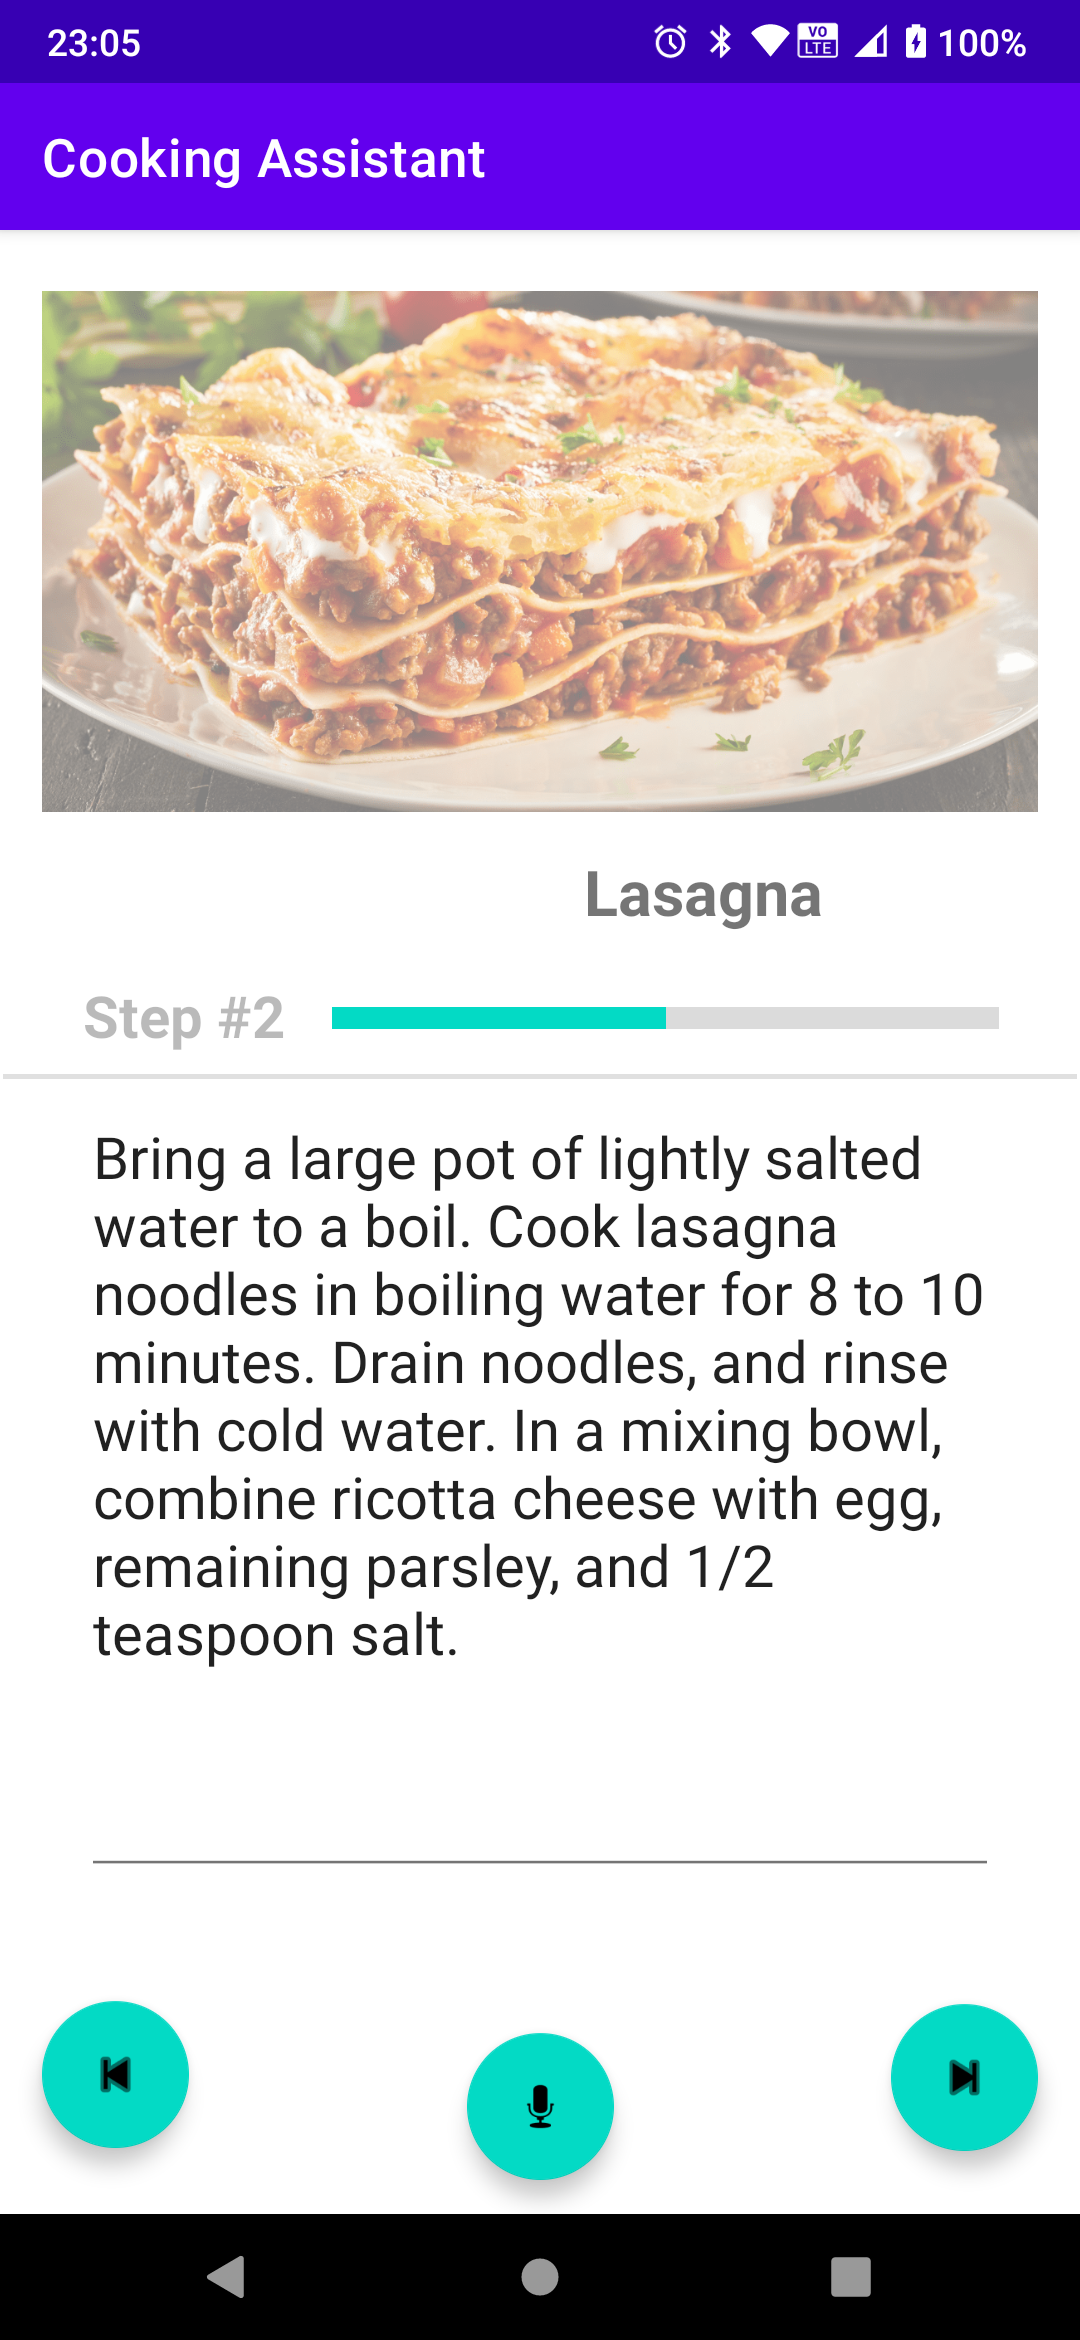 23:05
VO
LTE
100%
Cooking Assistant
Lasagna
Step #2
Bring a large pot of lightly salted
water to a boil. Cook lasagna
noodles in boiling water for 8 to 10
minutes. Drain noodles, and rinse
with cold water. In a mixing bowl,
combine ricotta cheese with egg,
remaining parsley, and 1/2
teaspoon salt.